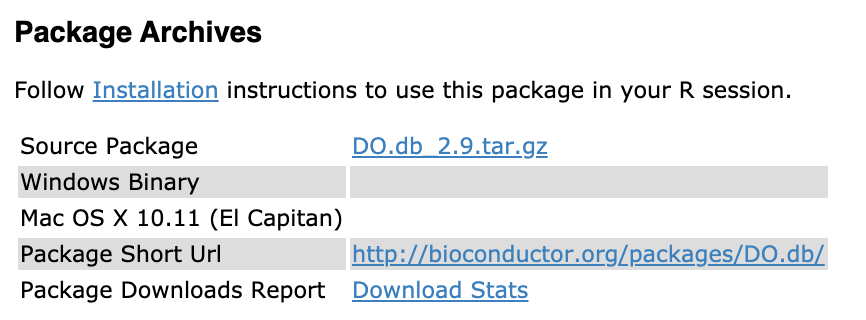 Package Archives
Follow Installation instructions to use this package in your R session.
Source Package DO.db_2.9.tar.gz
Windows Binary
Mac OS X 10.11 (El Capitan)
Package Short Url http://bioconductor.org/packages/DO.db/
Package Downloads Report Download Stats